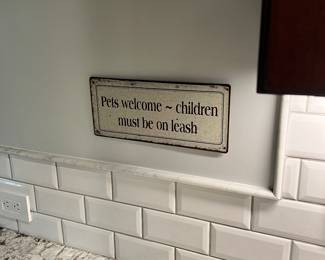 Pets welcome ~ children
must be on leash